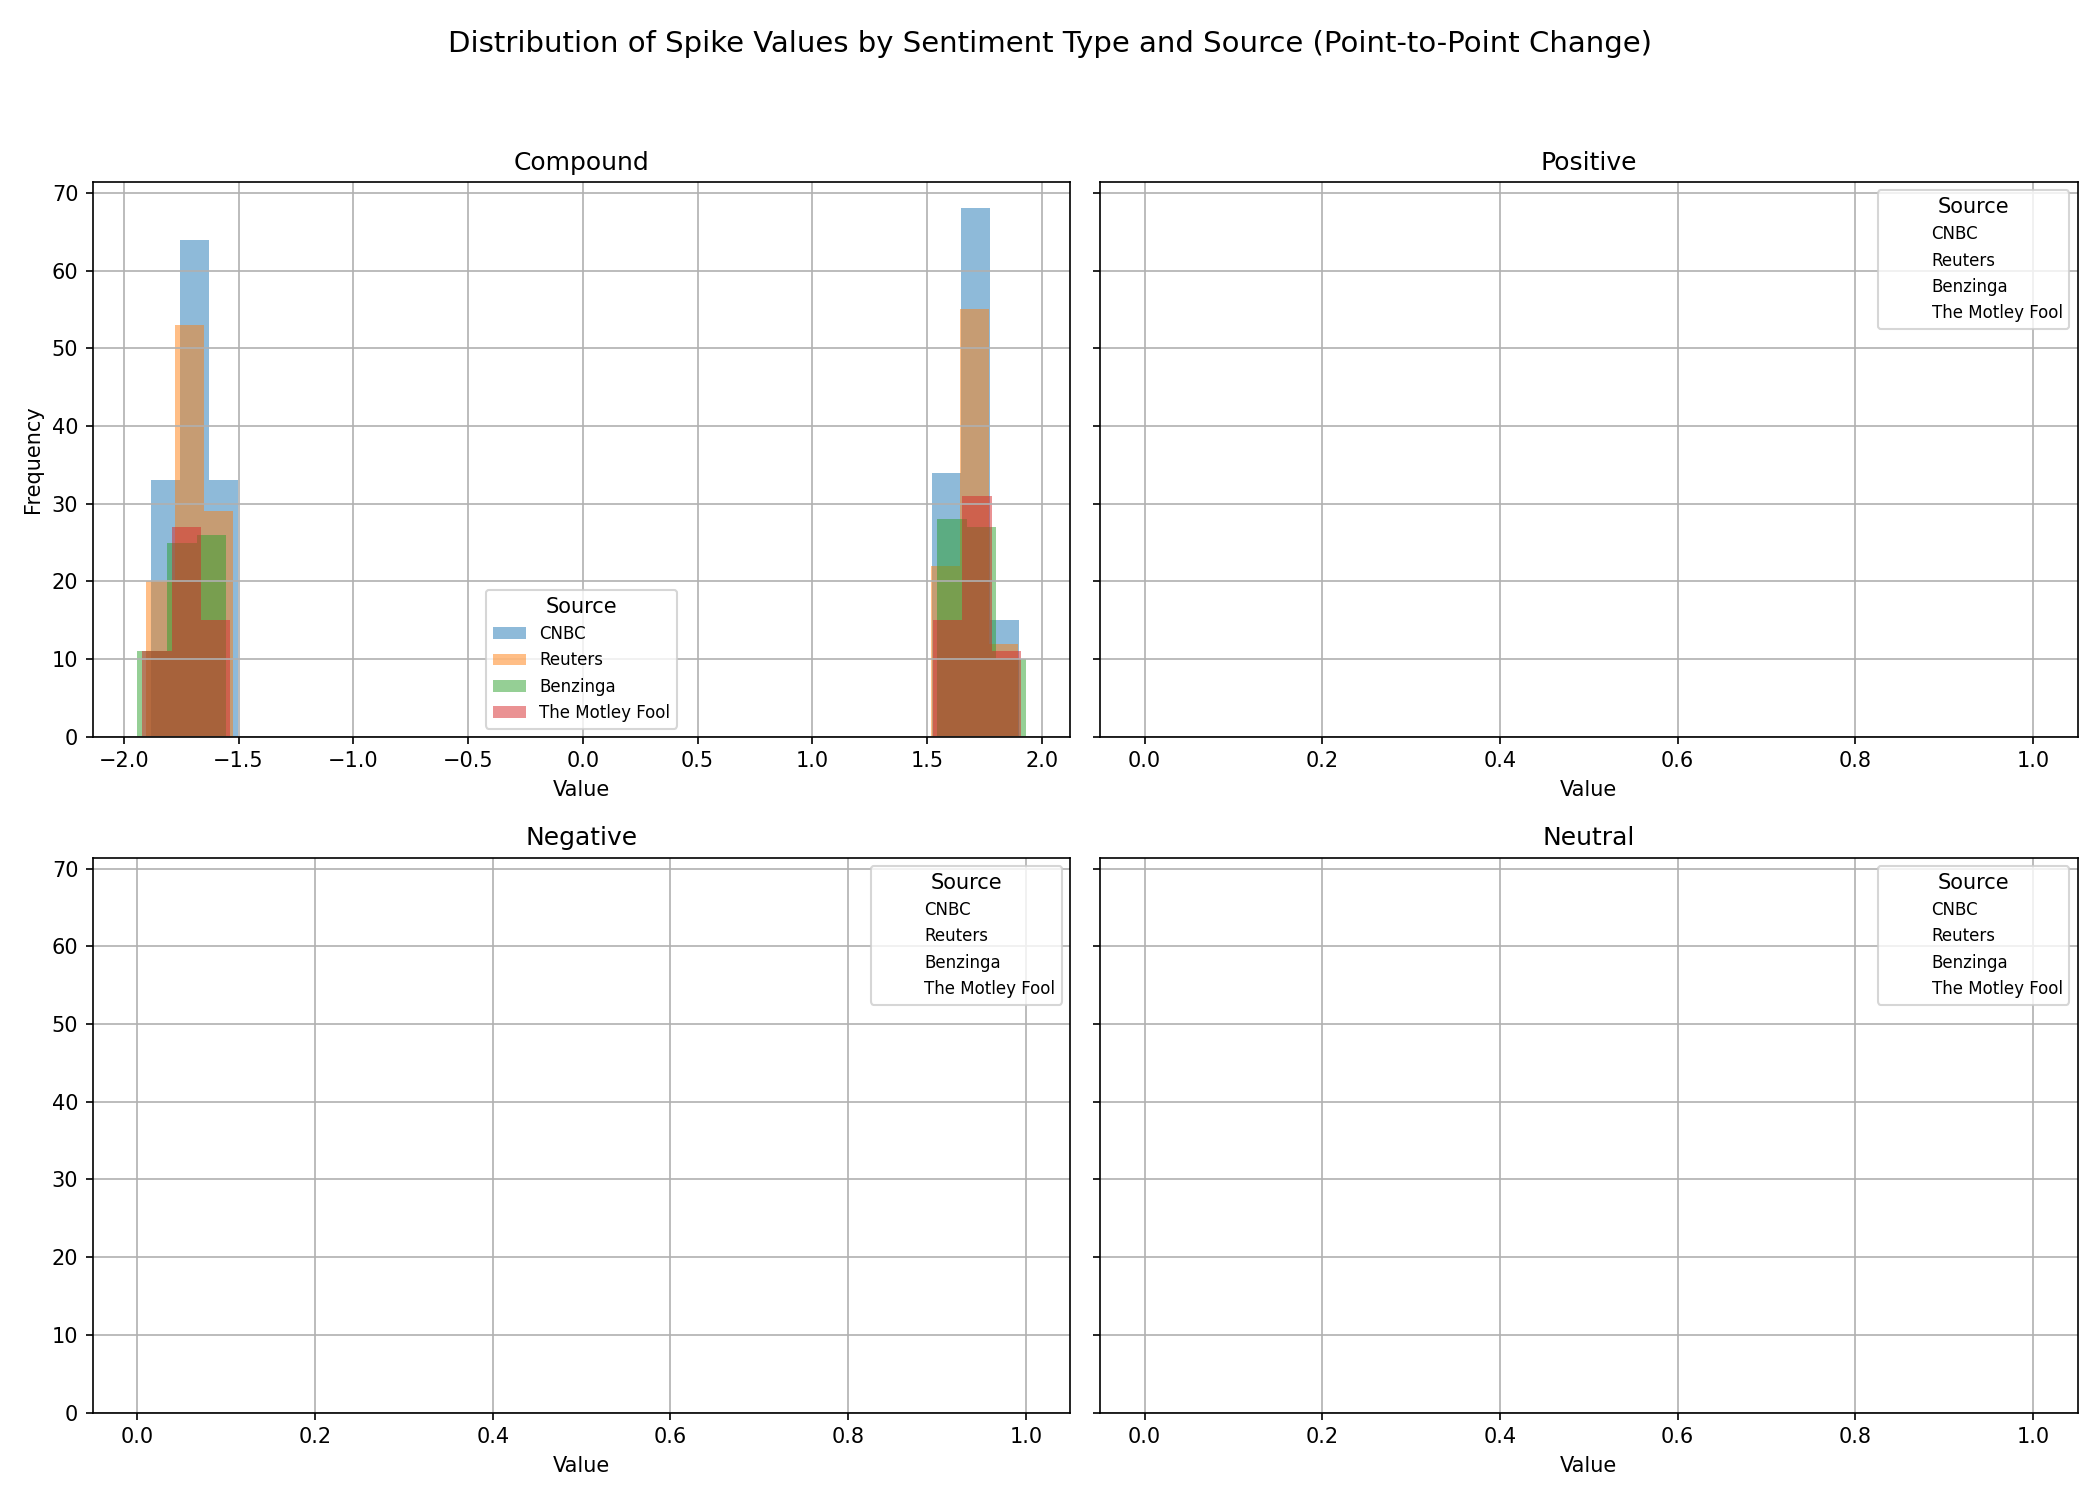 Distribution of Spike Values by Sentiment Type and Source (Point-to-Point Change)
Compound
70
60
50
40
30
20
10
0
Frequency
Source
CNBC
Reuters
Benzinga
The Motley Fool
−2.0 −1.5 −1.0 −0.5 0.0 0.5 1.0 1.5 2.0
Value
Positive
Source
CNBC
Reuters
Benzinga
The Motley Fool
0.0 0.2 0.4 0.6 0.8 1.0
Value
Negative
70
60
50
40
30
20
10
0
Source
CNBC
Reuters
Benzinga
The Motley Fool
0.0 0.2 0.4 0.6 0.8 1.0
Value
Neutral
Source
CNBC
Reuters
Benzinga
The Motley Fool
0.0 0.2 0.4 0.6 0.8 1.0
Value